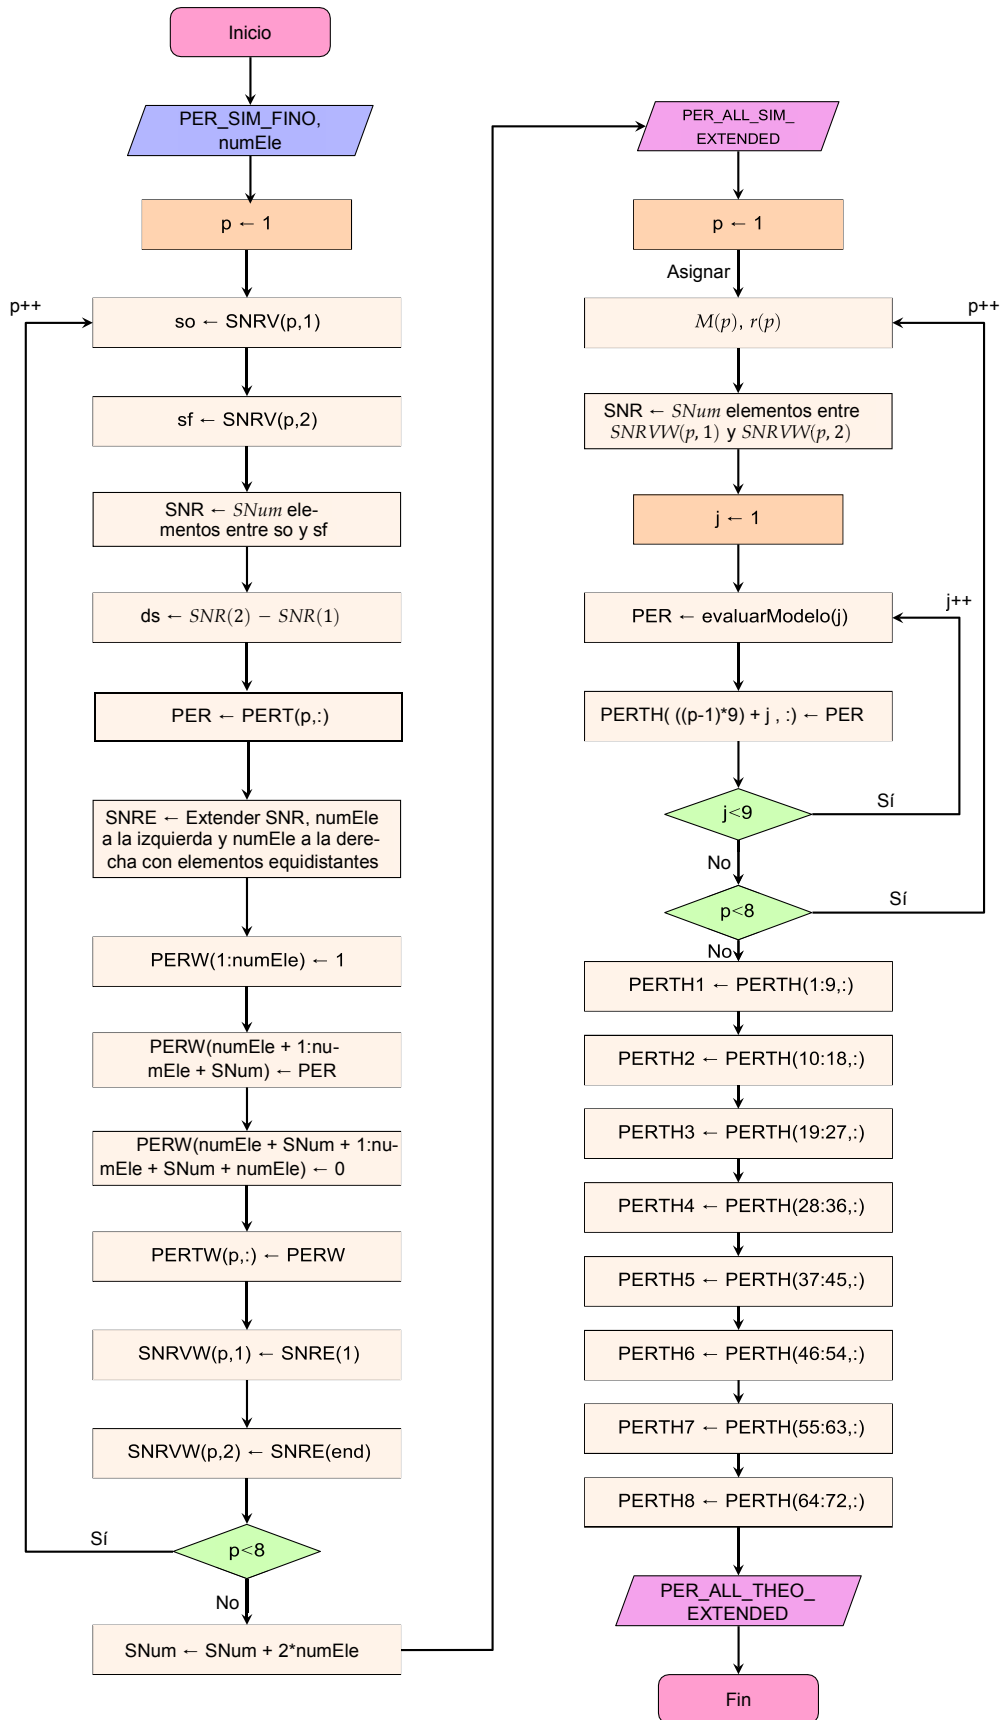 Inicio
PER_SIM_FINO,
numEle
p ← 1
p++
so ← SNRV(p,1)
sf ← SNRV(p,2)
SNR ← SNum ele-
mentos entre so y sf
ds ← SNR(2) − SNR(1)
PER ← PERT(p,:)
SNRE ← Extender SNR, numEle
a la izquierda y numEle a la dere-
cha con elementos equidistantes
PERW(1:numEle) ← 1
PERW(numEle + 1:nu-
mEle + SNum) ← PER
PERW(numEle + SNum + 1:nu-
mEle + SNum + numEle) ← 0
PERTW(p,:) ← PERW
SNRVW(p,1) ← SNRE(1)
SNRVW(p,2) ← SNRE(end)
Sí
p<8
No
SNum ← SNum + 2*numEle
PER_ALL_SIM_
EXTENDED
p ← 1
Asignar
p++
M(p), r(p)
SNR ← SNum elementos entre
SNRVW(p, 1) y SNRVW(p, 2)
j ← 1
j++
PER ← evaluarModelo(j)
PERTH( ((p-1)*9) + j , :) ← PER
j<9
Sí
No
p<8
Sí
No
PERTH1 ← PERTH(1:9,:)
PERTH2 ← PERTH(10:18,:)
PERTH3 ← PERTH(19:27,:)
PERTH4 ← PERTH(28:36,:)
PERTH5 ← PERTH(37:45,:)
PERTH6 ← PERTH(46:54,:)
PERTH7 ← PERTH(55:63,:)
PERTH8 ← PERTH(64:72,:)
PER_ALL_THEO_
EXTENDED
Fin